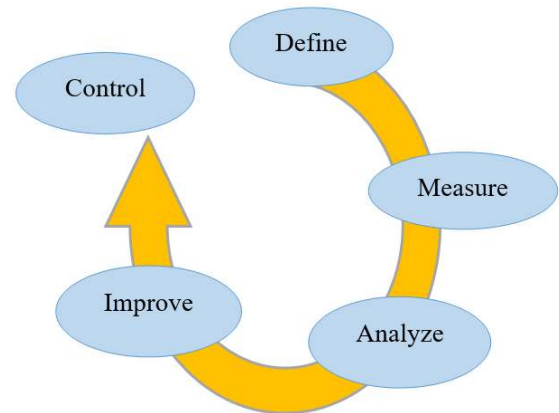 Define
Measure
Analyze
Improve
Control